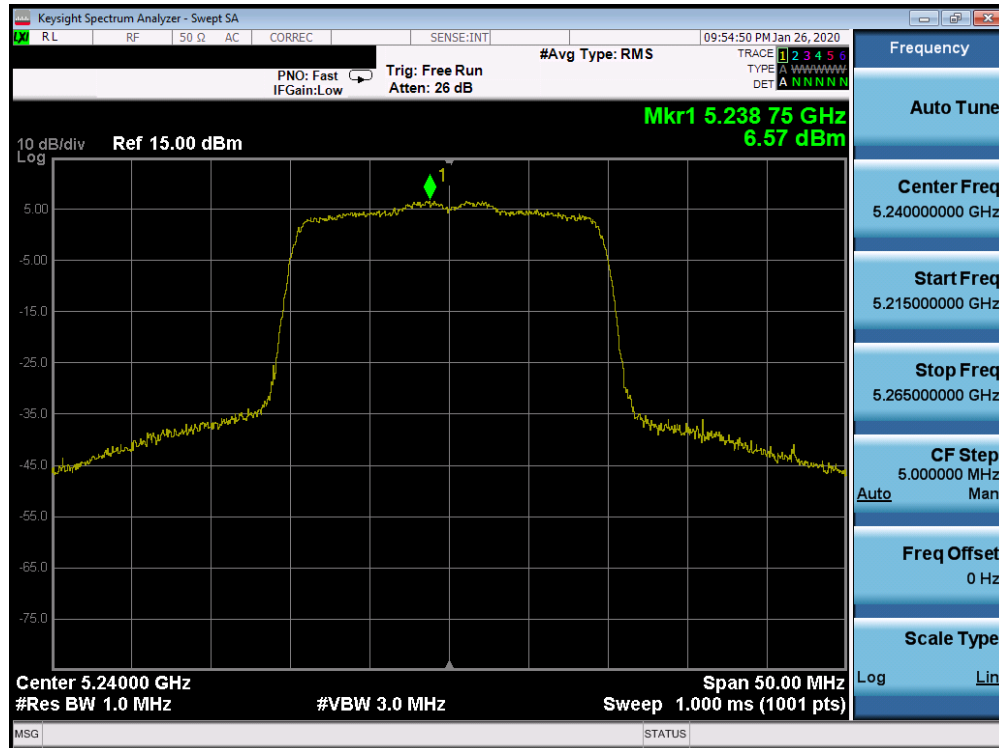 Keysight Spectrum Analyzer - Swept SA
LXI RL RF 50 Ω AC CORREC SENSE:INT 09:54:50 PM Jan 26, 2020
#Avg Type: RMS TRACE 1 2 3 4 5 6
PNO: Fast Trig: Free Run TYPE A WWWWW
IFGain:Low Atten: 26 dB DET A N N N N N
Mkr1 5.238 75 GHz
6.57 dBm
10 dB/div Ref 15.00 dBm
Log
1
5.00
-5.00
-15.0
-25.0
-35.0
-45.0
-55.0
-65.0
-75.0
Center 5.24000 GHz Span 50.00 MHz
#Res BW 1.0 MHz #VBW 3.0 MHz Sweep 1.000 ms (1001 pts)
MSG STATUS
Frequency
Auto Tune
Center Freq
5.240000000 GHz
Start Freq
5.215000000 GHz
Stop Freq
5.265000000 GHz
CF Step
5.000000 MHz
Auto Man
Freq Offset
0 Hz
Scale Type
Log Lin